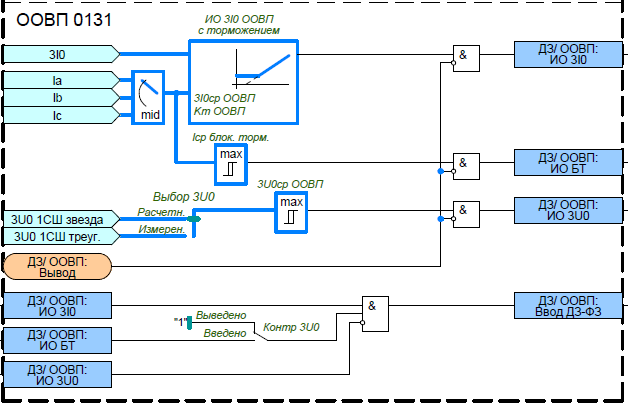 ООВП 0131
ИО 3I0 ООВП
с торможением
3I0
Ia
Ib
Ic
mid
3I0ср ООВП
Kт ООВП
&
ДЗ/ ООВП:
ИО 3I0
Iср блок. торм.
max
&
ДЗ/ ООВП:
ИО БТ
3U0ср ООВП
Выбор 3U0
max
&
ДЗ/ ООВП:
ИО 3U0
3U0 1СШ звезда
Расчетн.
3U0 1СШ треуг.
Измерен.
ДЗ/ ООВП:
Вывод
ДЗ/ ООВП:
ИО 3I0
&
ДЗ/ ООВП:
Ввод ДЗ-ФЗ
"1"
Выведено
Контр 3U0
Введено
ДЗ/ ООВП:
ИО БТ
ДЗ/ ООВП:
ИО 3U0